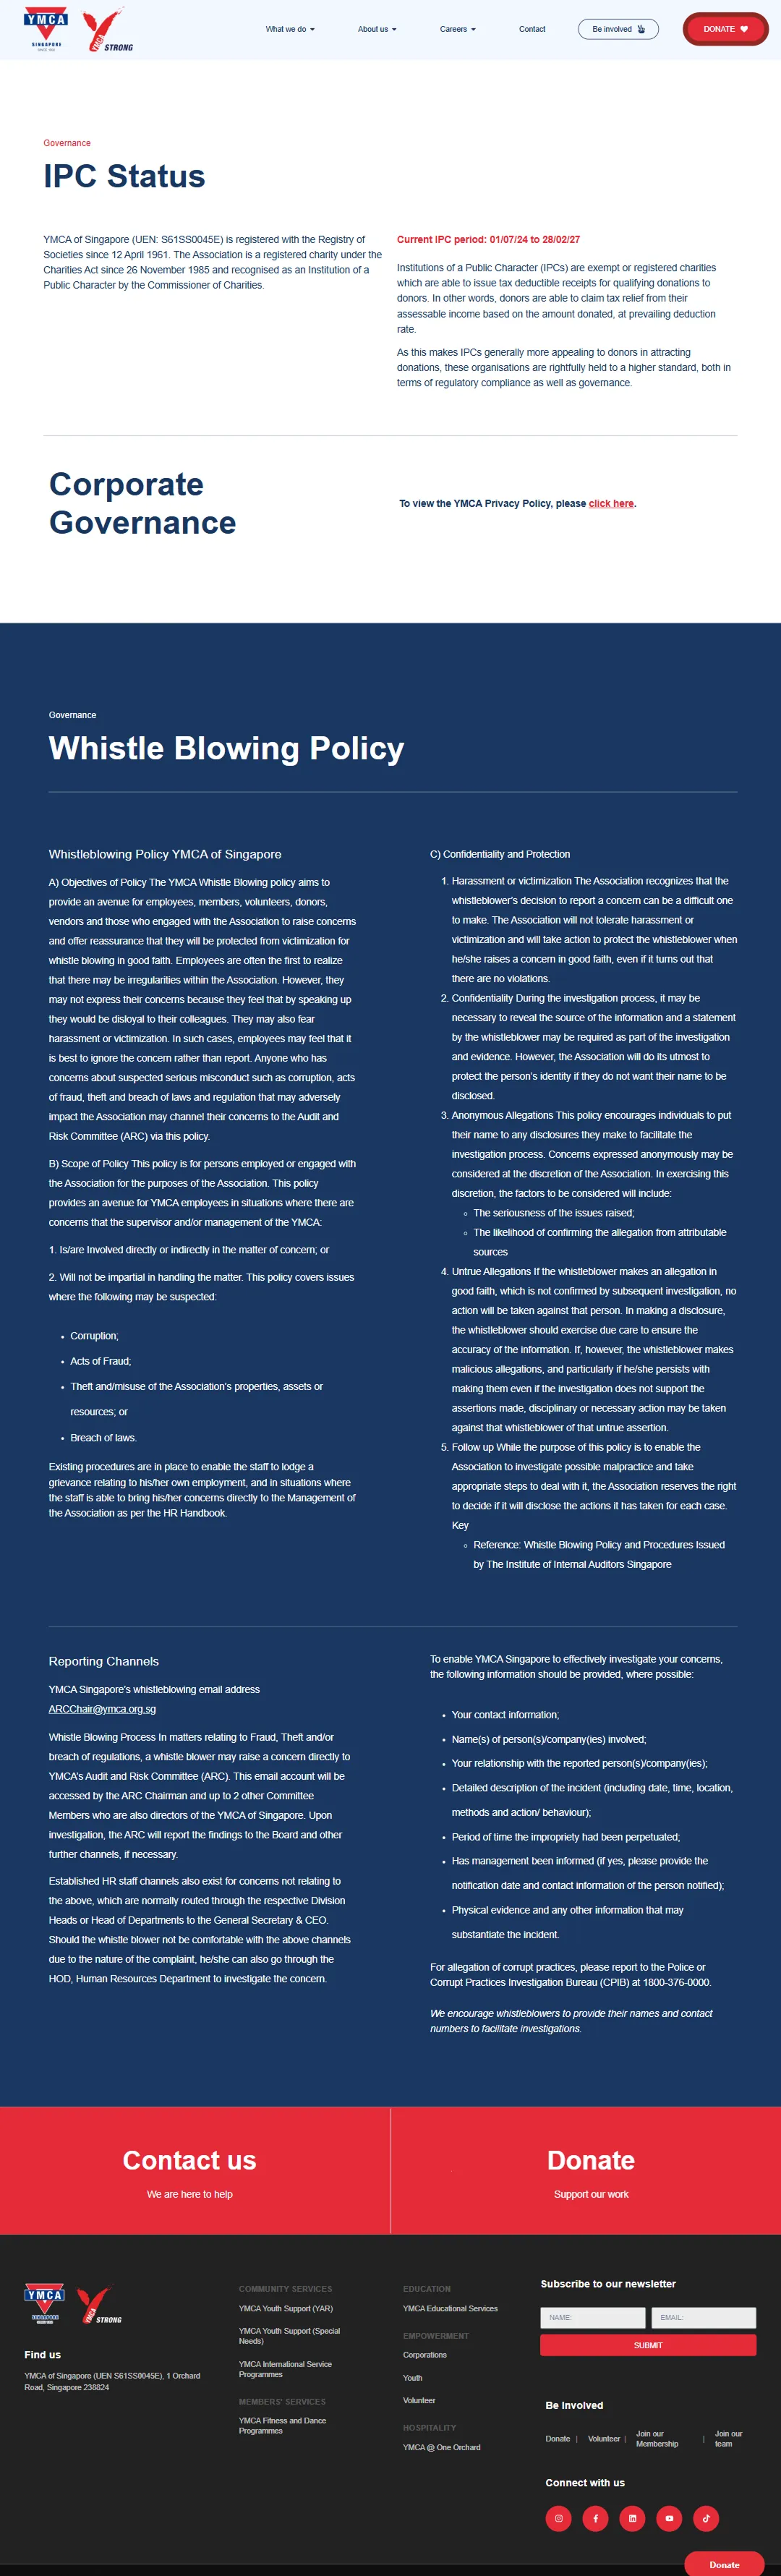 YMCA
SINGAPORE
SINCE 1902
YMCA
STRONG
What we do
About us
Careers
Contact
Be involved
DONATE
Governance
IPC Status
YMCA of Singapore (UEN: S61SS0045E) is registered with the Registry of
Societies since 12 April 1961. The Association is a registered charity under the
Charities Act since 26 November 1985 and recognised as an Institution of a
Public Character by the Commissioner of Charities.
Current IPC period: 01/07/24 to 28/02/27
Institutions of a Public Character (IPCs) are exempt or registered charities
which are able to issue tax deductible receipts for qualifying donations to
donors. In other words, donors are able to claim tax relief from their
assessable income based on the amount donated, at prevailing deduction
rate.
As this makes IPCs generally more appealing to donors in attracting
donations, these organisations are rightfully held to a higher standard, both in
terms of regulatory compliance as well as governance.
Corporate
Governance
To view the YMCA Privacy Policy, please click here.
Governance
Whistle Blowing Policy
Whistleblowing Policy YMCA of Singapore
A) Objectives of Policy The YMCA Whistle Blowing policy aims to
provide an avenue for employees, members, volunteers, donors,
vendors and those who engaged with the Association to raise concerns
and offer reassurance that they will be protected from victimization for
whistle blowing in good faith. Employees are often the first to realize
that there may be irregularities within the Association. However, they
may not express their concerns because they feel that by speaking up
they would be disloyal to their colleagues. They may also fear
harassment or victimization. In such cases, employees may feel that it
is best to ignore the concern rather than report. Anyone who has
concerns about suspected serious misconduct such as corruption, acts
of fraud, theft and breach of laws and regulation that may adversely
impact the Association may channel their concerns to the Audit and
Risk Committee (ARC) via this policy.
B) Scope of Policy This policy is for persons employed or engaged with
the Association for the purposes of the Association. This policy
provides an avenue for YMCA employees in situations where there are
concerns that the supervisor and/or management of the YMCA:
1. Is/are Involved directly or indirectly in the matter of concern; or
2. Will not be impartial in handling the matter. This policy covers issues
where the following may be suspected:
• Corruption;
• Acts of Fraud;
• Theft and/misuse of the Association's properties, assets or
resources; or
• Breach of laws.
Existing procedures are in place to enable the staff to lodge a
grievance relating to his/her own employment, and in situations where
the staff is able to bring his/her concerns directly to the Management of
the Association as per the HR Handbook.
C) Confidentiality and Protection
1. Harassment or victimization The Association recognizes that the
whistleblower's decision to report a concern can be a difficult one
to make. The Association will not tolerate harassment or
victimization and will take action to protect the whistleblower when
he/she raises a concern in good faith, even if it turns out that
there are no violations.
2. Confidentiality During the investigation process, it may be
necessary to reveal the source of the information and a statement
by the whistleblower may be required as part of the investigation
and evidence. However, the Association will do its utmost to
protect the person's identity if they do not want their name to be
disclosed.
3. Anonymous Allegations This policy encourages individuals to put
their name to any disclosures they make to facilitate the
investigation process. Concerns expressed anonymously may be
considered at the discretion of the Association. In exercising this
discretion, the factors to be considered will include:
○ The seriousness of the issues raised;
○ The likelihood of confirming the allegation from attributable
sources
4. Untrue Allegations If the whistleblower makes an allegation in
good faith, which is not confirmed by subsequent investigation, no
action will be taken against that person. In making a disclosure,
the whistleblower should exercise due care to ensure the
accuracy of the information. If, however, the whistleblower makes
malicious allegations, and particularly if he/she persists with
making them even if the investigation does not support the
assertions made, disciplinary or necessary action may be taken
against that whistleblower of that untrue assertion.
5. Follow up While the purpose of this policy is to enable the
Association to investigate possible malpractice and take
appropriate steps to deal with it, the Association reserves the right
to decide if it will disclose the actions it has taken for each case.
Key
○ Reference: Whistle Blowing Policy and Procedures Issued
by The Institute of Internal Auditors Singapore
Reporting Channels
YMCA Singapore's whistleblowing email address
ARCChair@ymca.org.sg
Whistle Blowing Process In matters relating to Fraud, Theft and/or
breach of regulations, a whistle blower may raise a concern directly to
YMCA's Audit and Risk Committee (ARC). This email account will be
accessed by the ARC Chairman and up to 2 other Committee
Members who are also directors of the YMCA of Singapore. Upon
investigation, the ARC will report the findings to the Board and other
further channels, if necessary.
Established HR staff channels also exist for concerns not relating to
the above, which are normally routed through the respective Division
Heads or Head of Departments to the General Secretary & CEO.
Should the whistle blower not be comfortable with the above channels
due to the nature of the complaint, he/she can also go through the
HOD, Human Resources Department to investigate the concern.
To enable YMCA Singapore to effectively investigate your concerns,
the following information should be provided, where possible:
• Your contact information;
• Name(s) of person(s)/company(ies) involved;
• Your relationship with the reported person(s)/company(ies);
• Detailed description of the incident (including date, time, location,
methods and action/ behaviour);
• Period of time the impropriety had been perpetuated;
• Has management been informed (if yes, please provide the
notification date and contact information of the person notified);
• Physical evidence and any other information that may
substantiate the incident.
For allegation of corrupt practices, please report to the Police or
Corrupt Practices Investigation Bureau (CPIB) at 1800-376-0000.
We encourage whistleblowers to provide their names and contact
numbers to facilitate investigations.
Contact us
We are here to help
Donate
Support our work
YMCA
SINGAPORE
YMCA
STRONG
Find us
YMCA of Singapore (UEN S61SS0045E), 1 Orchard
Road, Singapore 238824
COMMUNITY SERVICES
YMCA Youth Support (YAR)
YMCA Youth Support (Special
Needs)
YMCA International Service
Programmes
MEMBERS' SERVICES
YMCA Fitness and Dance
Programmes
EDUCATION
YMCA Educational Services
EMPOWERMENT
Corporations
Youth
Volunteer
HOSPITALITY
YMCA @ One Orchard
Subscribe to our newsletter
NAME:
EMAIL:
SUBMIT
Be Involved
Donate | Volunteer | Join our Membership | Join our team
Connect with us
Donate